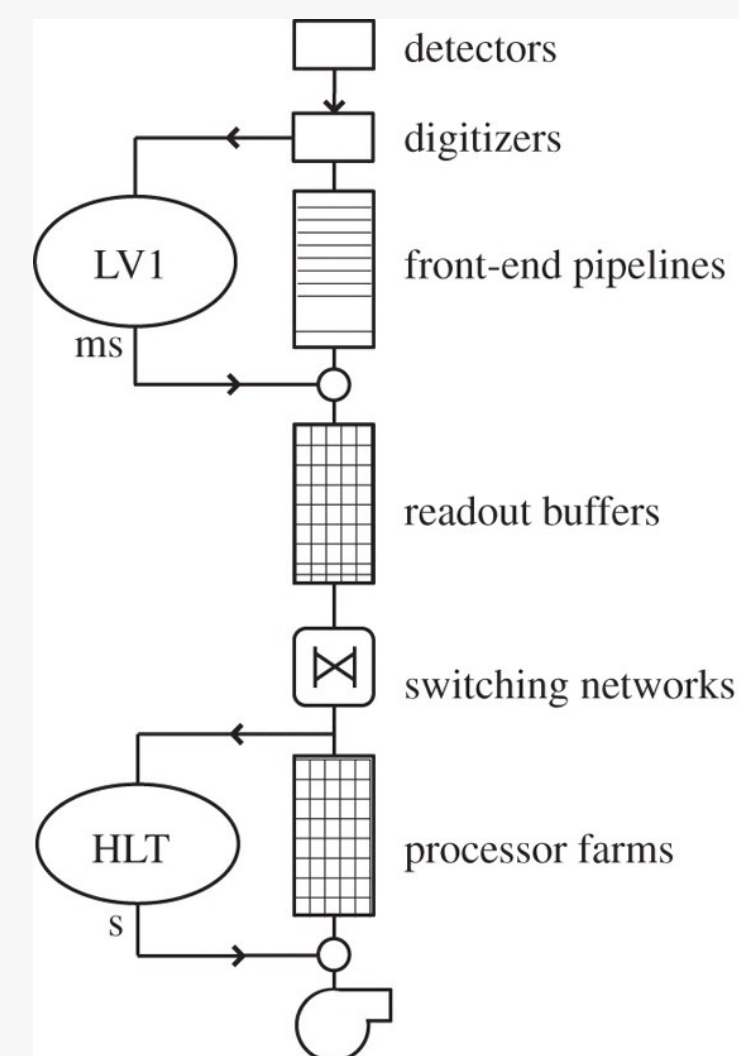 detectors
digitizers
LV1
front-end pipelines
ms
readout buffers
switching networks
HLT
processor farms
s